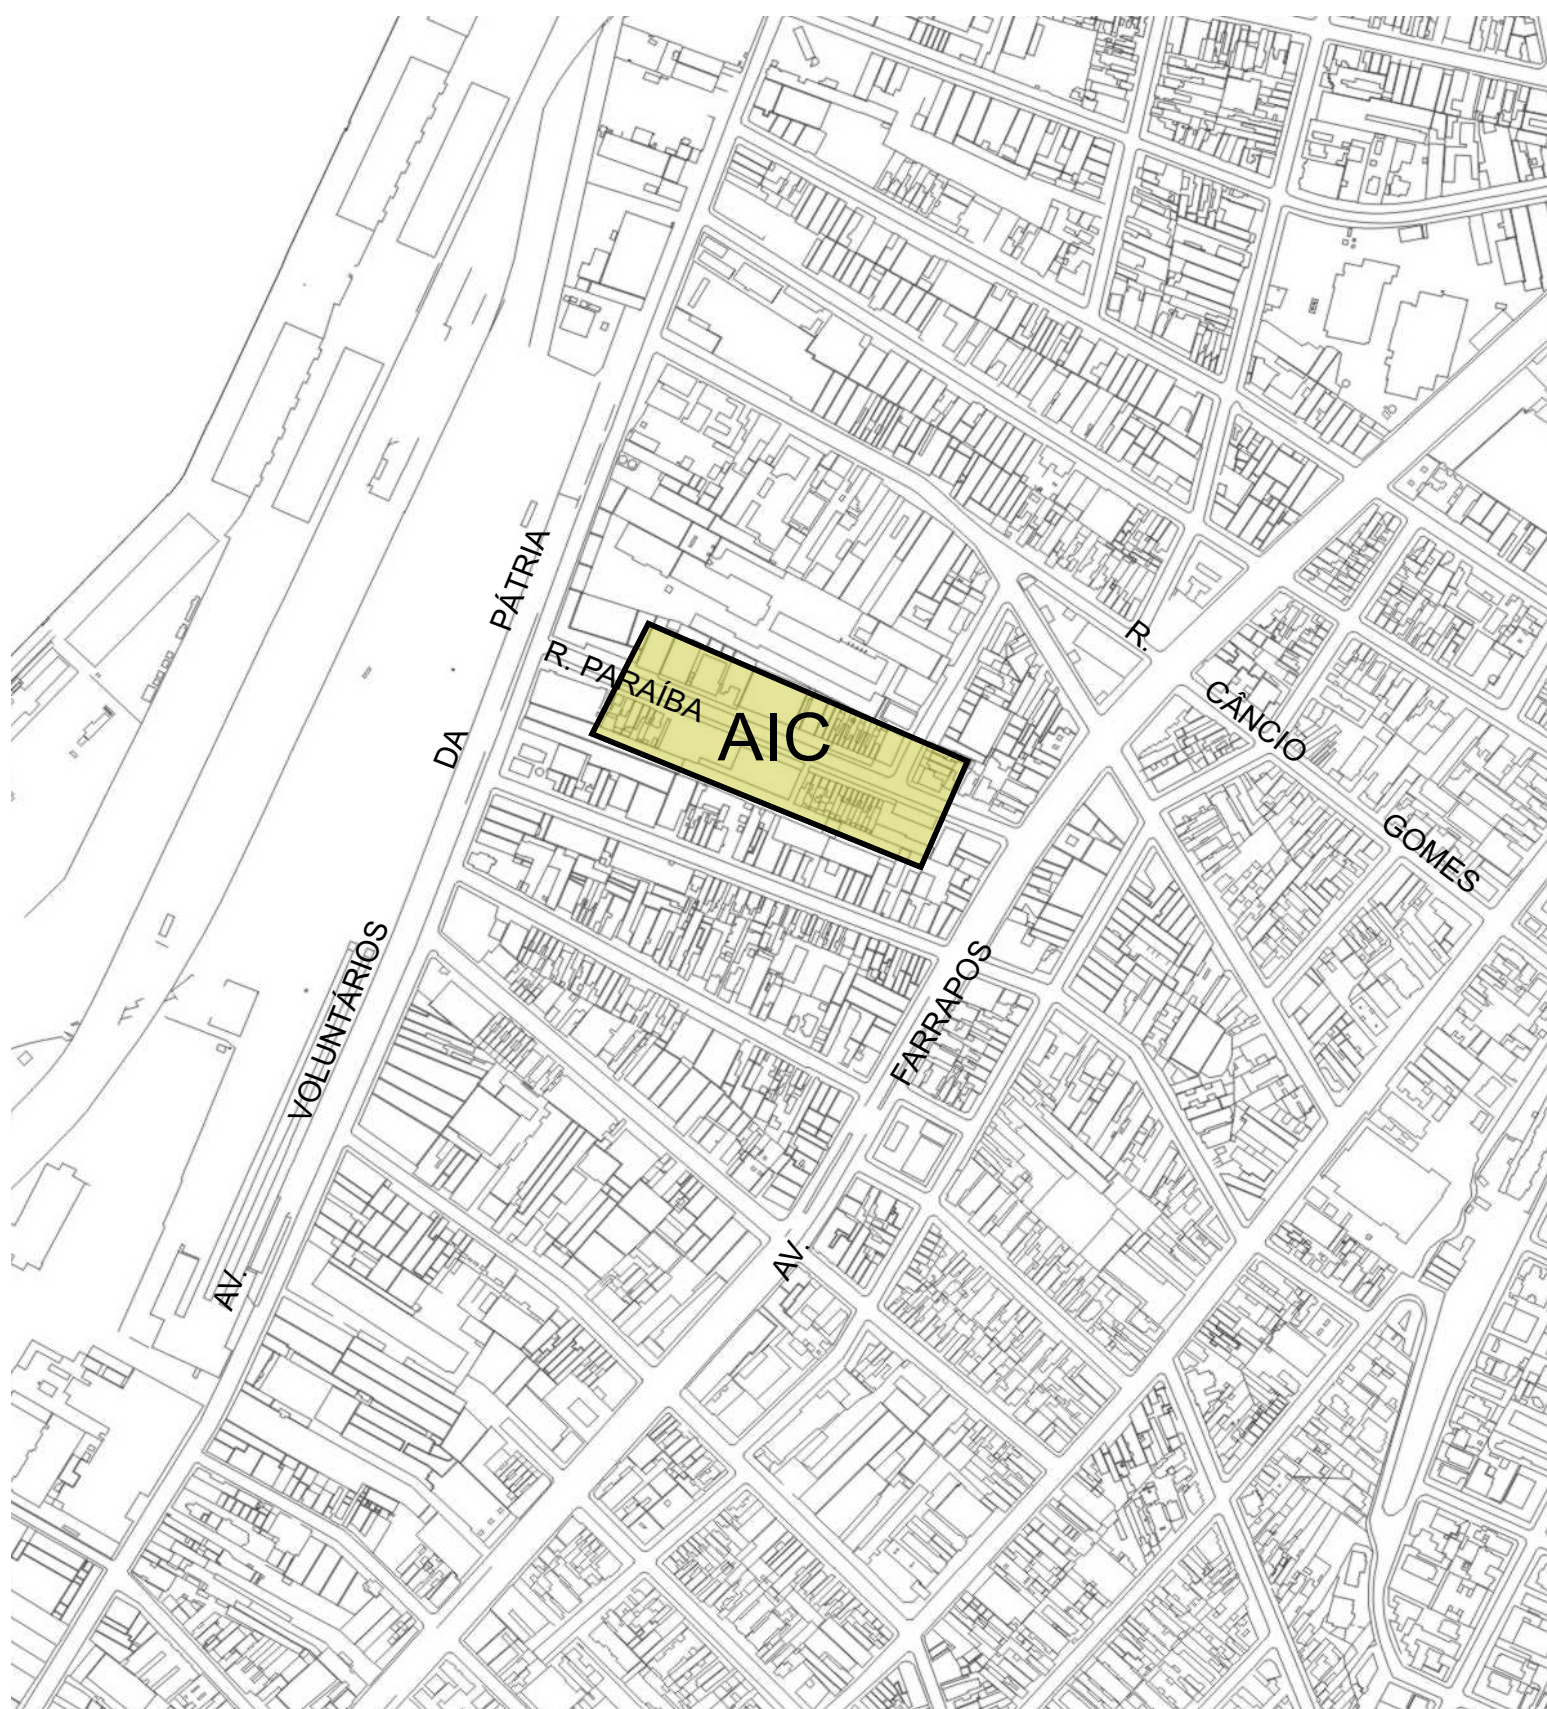 AV. VOLUNTÁRIOS DA PÁTRIA
R. PARAÍBA
AIC
R. CÂNCIO GOMES
AV. FARRAPOS